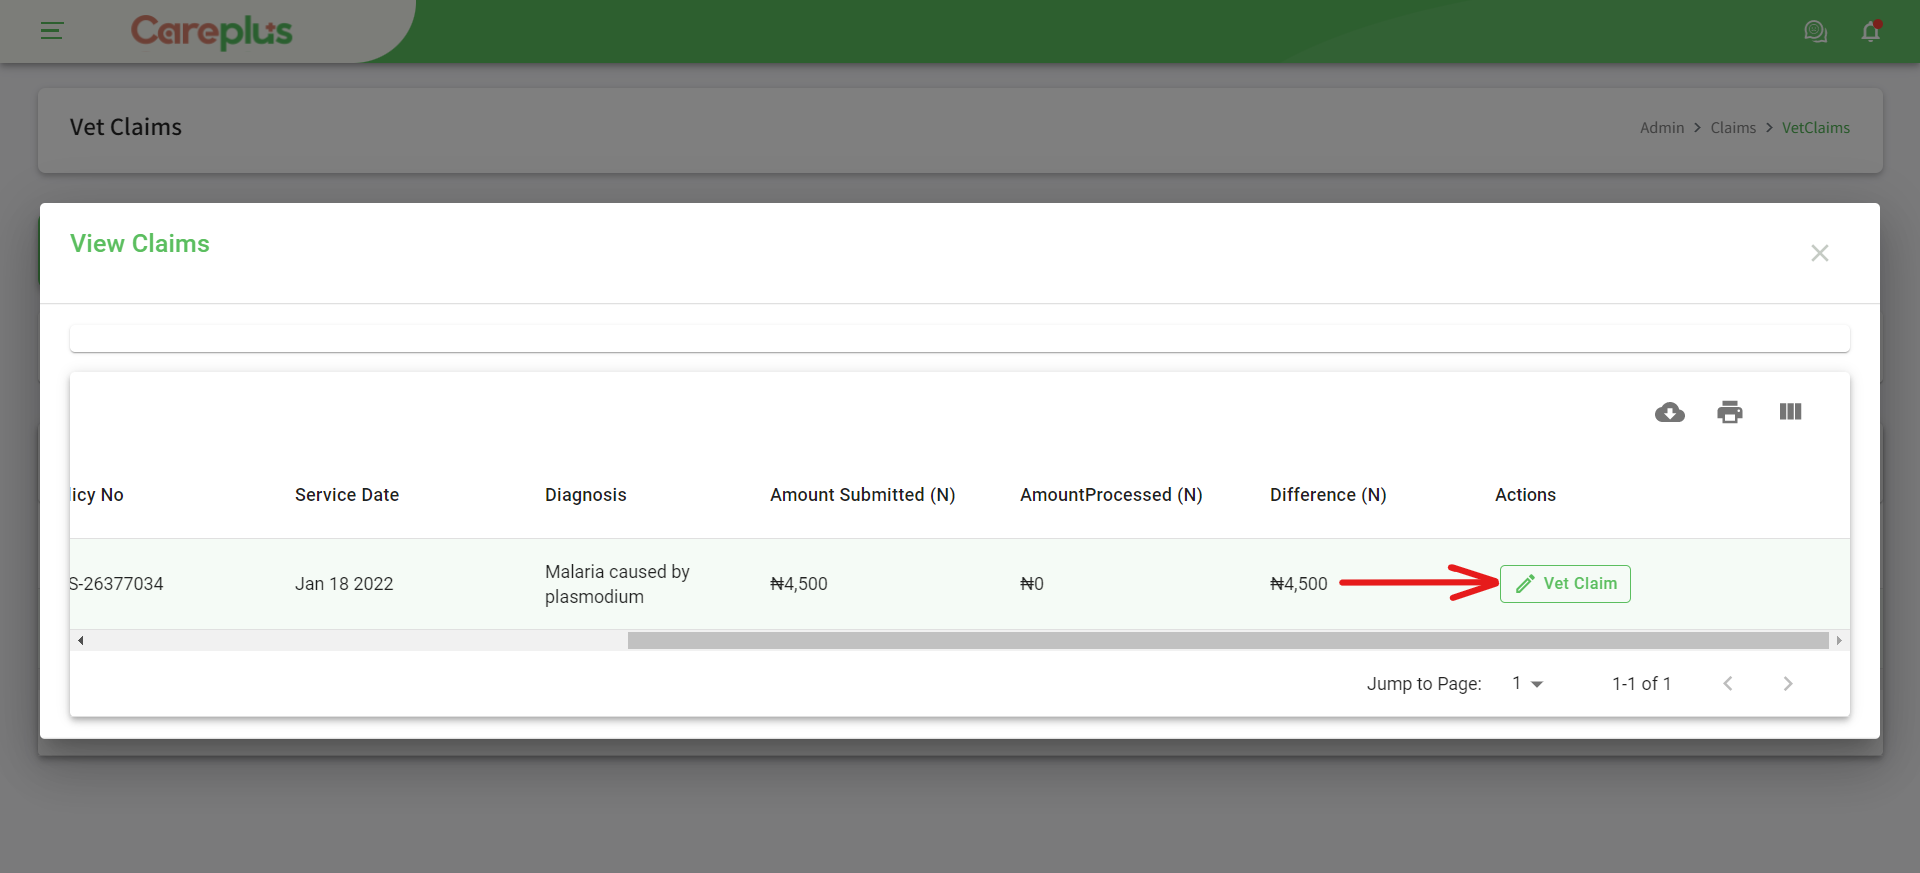 Careplus
Vet Claims
Admin > Claims > VetClaims
View Claims
licy No Service Date Diagnosis Amount Submitted (N) AmountProcessed (N) Difference (N) Actions
S-26377034 Jan 18 2022 Malaria caused by ₦4,500 ₦0 ₦4,500 Vet Claim
plasmodium
Jump to Page: 1 1-1 of 1